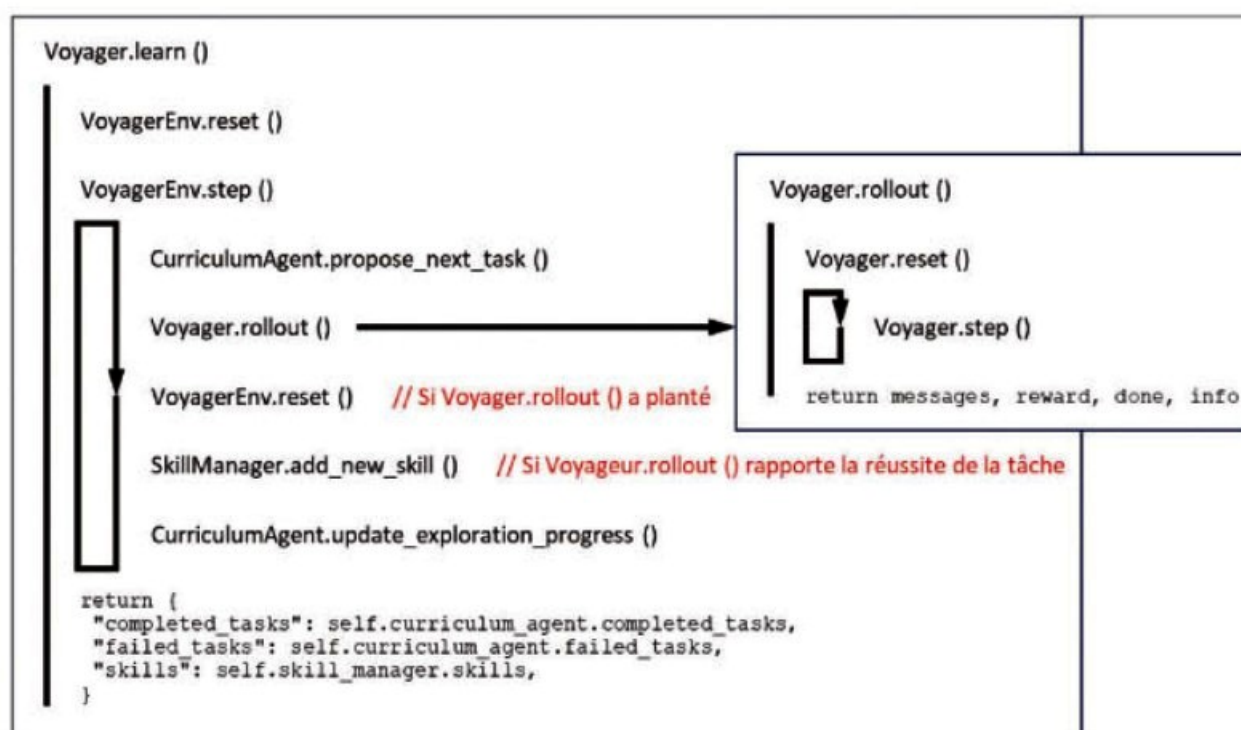 Voyager.learn ()
VoyagerEnv.reset ()
VoyagerEnv.step ()
CurriculumAgent.propose_next_task ()
Voyager.rollout ()
VoyagerEnv.reset () // Si Voyager.rollout () a planté
SkillManager.add_new_skill () // Si Voyageur.rollout () rapporte la réussite de la tâche
CurriculumAgent.update_exploration_progress ()
return {
"completed_tasks": self.curriculum_agent.completed_tasks,
"failed_tasks": self.curriculum_agent.failed_tasks,
"skills": self.skill_manager.skills,
}
Voyager.rollout ()
Voyager.reset ()
Voyager.step ()
return messages, reward, done, info